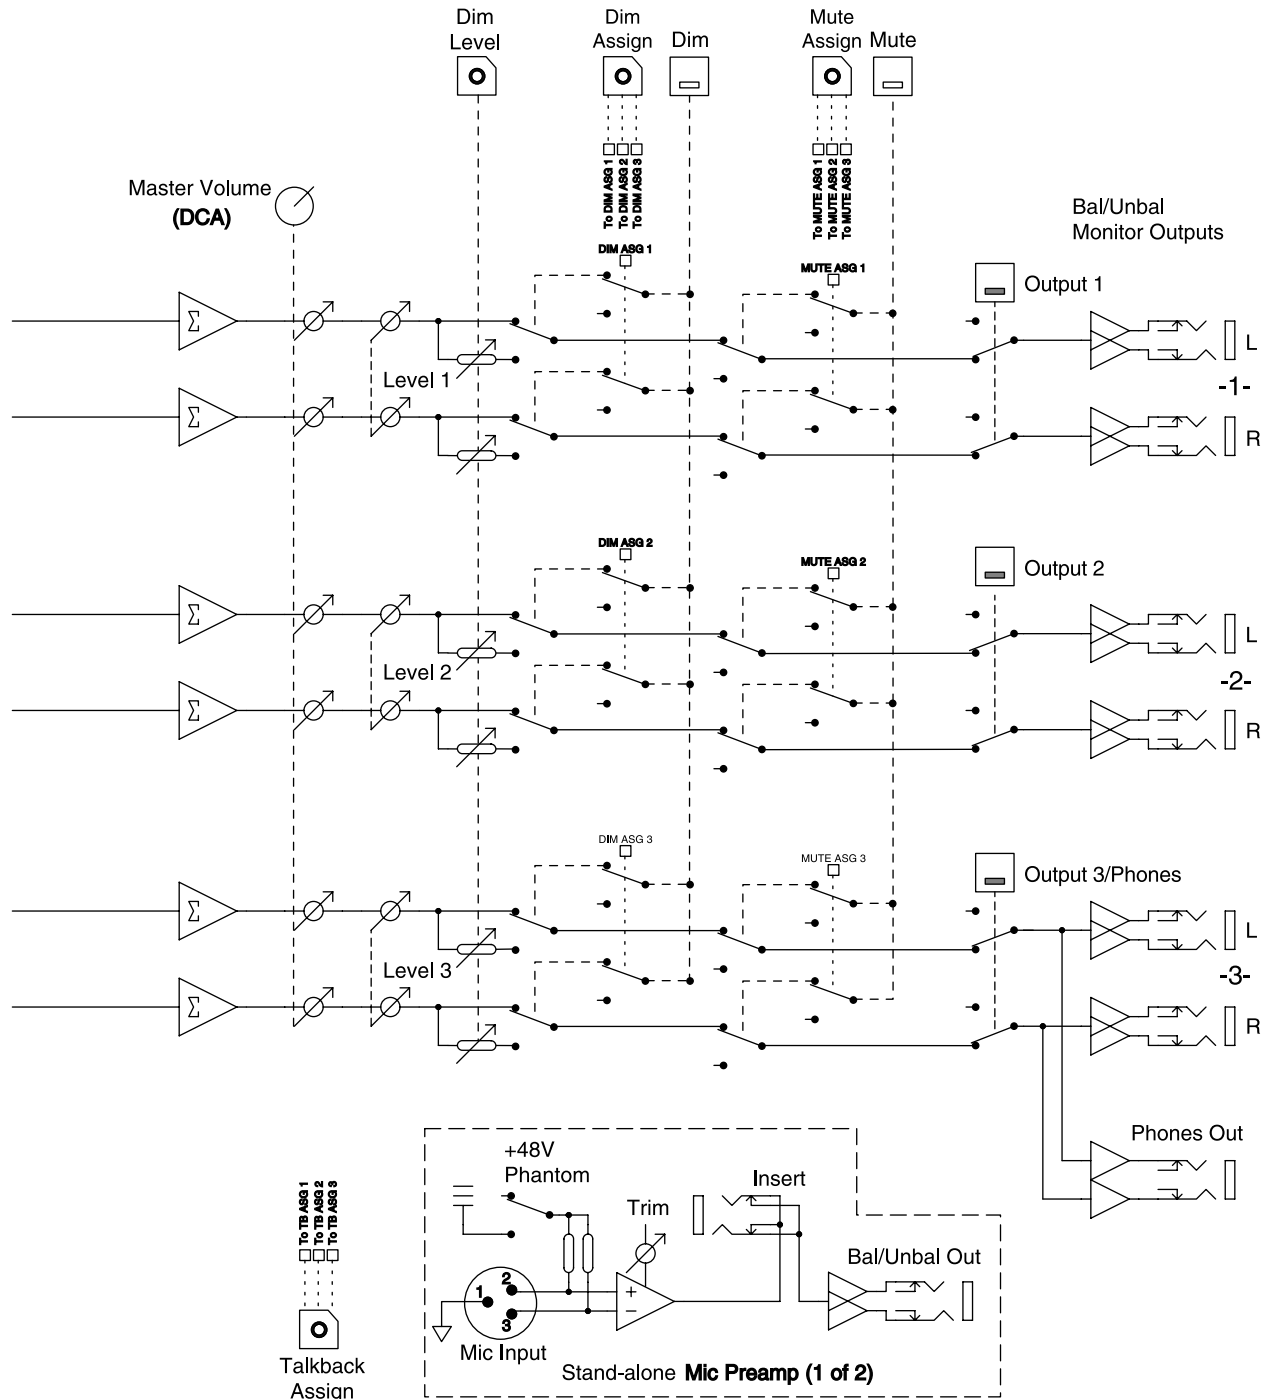 Dim
Level
Dim
Assign
Dim
Mute
Assign
Mute
To DIM ASG 1
To DIM ASG 2
To DIM ASG 3
To MUTE ASG 1
To MUTE ASG 2
To MUTE ASG 3
Master Volume
(DCA)
Bal/Unbal
Monitor Outputs
DIM ASG 1
MUTE ASG 1
Output 1
Σ
L
Level 1
-1-
Σ
R
DIM ASG 2
MUTE ASG 2
Output 2
Σ
L
Level 2
-2-
Σ
R
DIM ASG 3
MUTE ASG 3
Output 3/Phones
Σ
L
Level 3
-3-
Σ
R
Phones Out
+48V
Phantom
Insert
Trim
To TB ASG 1
To TB ASG 2
To TB ASG 3
Bal/Unbal Out
1
2
3
+
−
Mic Input
Stand-alone Mic Preamp (1 of 2)
Talkback
Assign